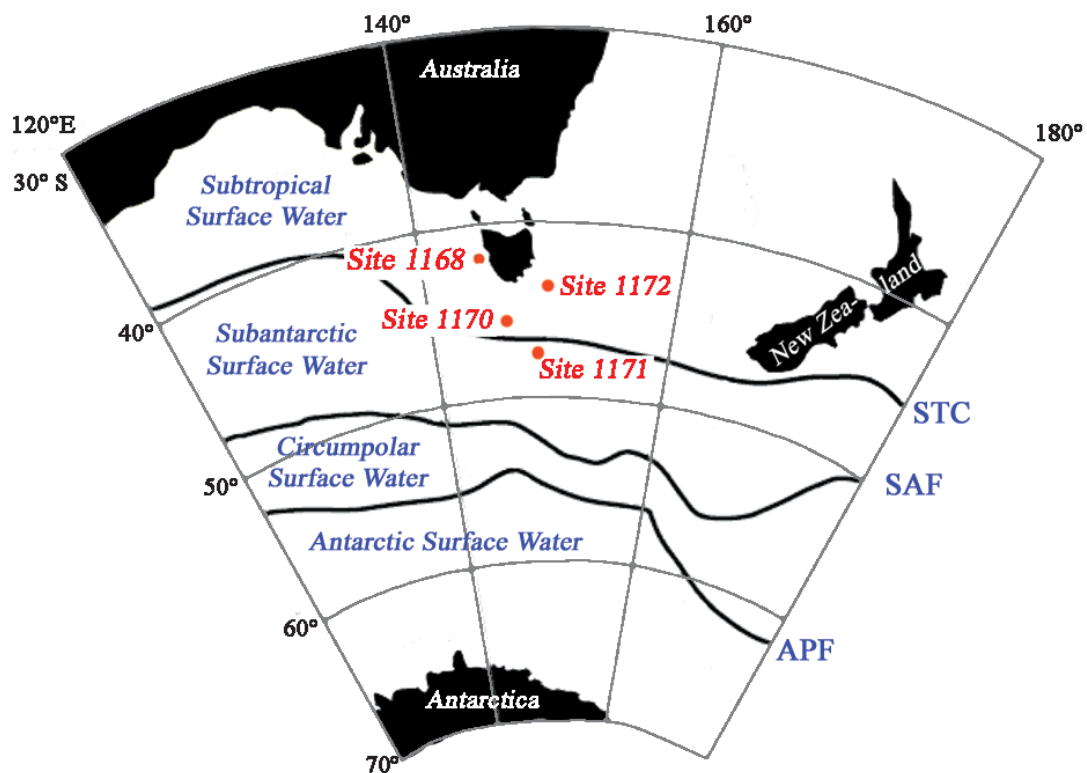 140°
160°
Australia
120°E
180°
30° S
Subtropical
Surface Water
Site 1168
Site 1172
land
New Zea-
40°
Subantarctic
Surface Water
Site 1170
Site 1171
STC
Circumpolar
Surface Water
50°
SAF
Antarctic Surface Water
60°
APF
Antarctica
70°